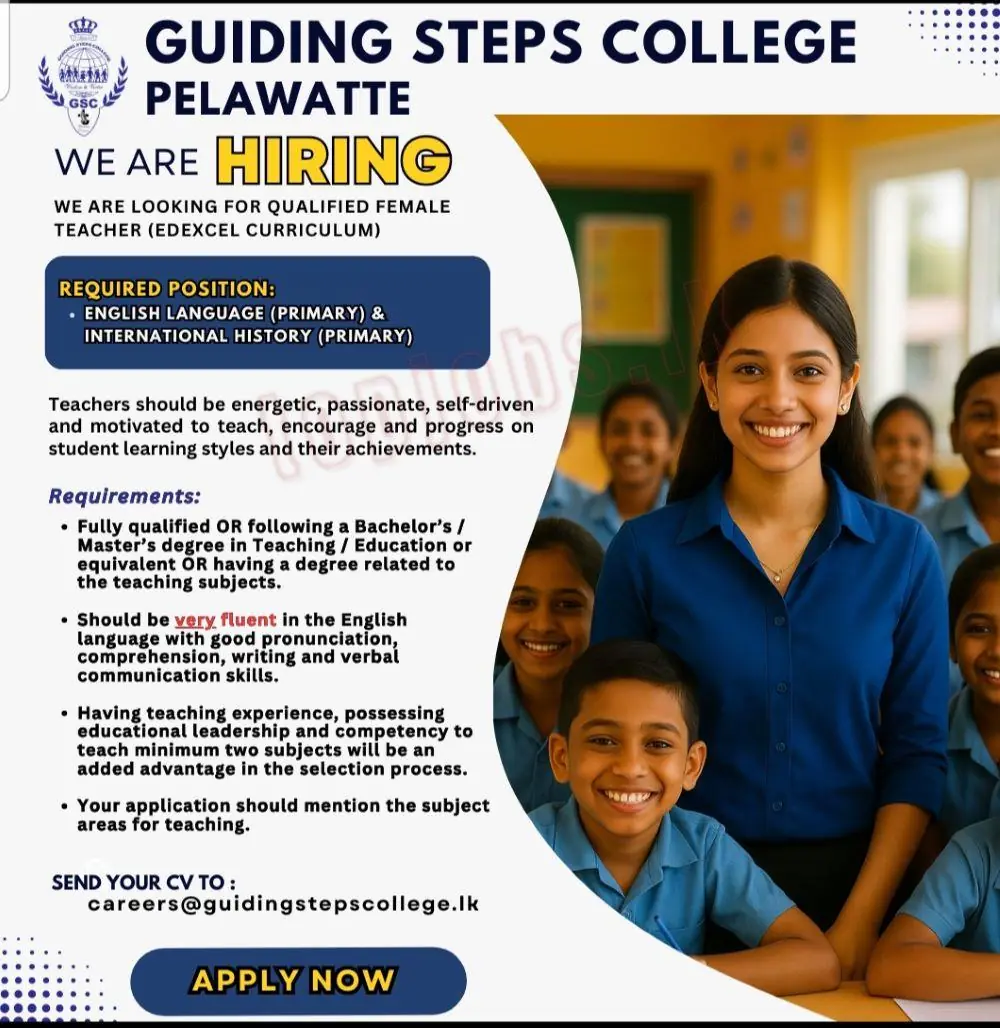 GUIDING STEPS COLLEGE
PELAWATTE
GSC
WE ARE HIRING
WE ARE LOOKING FOR QUALIFIED FEMALE
TEACHER (EDEXCEL CURRICULUM)
REQUIRED POSITION:
• ENGLISH LANGUAGE (PRIMARY) &
INTERNATIONAL HISTORY (PRIMARY)
Teachers should be energetic, passionate, self-driven
and motivated to teach, encourage and progress on
student learning styles and their achievements.
Requirements:
• Fully qualified OR following a Bachelor's /
Master's degree in Teaching / Education or
equivalent OR having a degree related to
the teaching subjects.
• Should be very fluent in the English
language with good pronunciation,
comprehension, writing and verbal
communication skills.
• Having teaching experience, possessing
educational leadership and competency to
teach minimum two subjects will be an
added advantage in the selection process.
• Your application should mention the subject
areas for teaching.
SEND YOUR CV TO :
careers@guidingstepscollege.lk
APPLY NOW